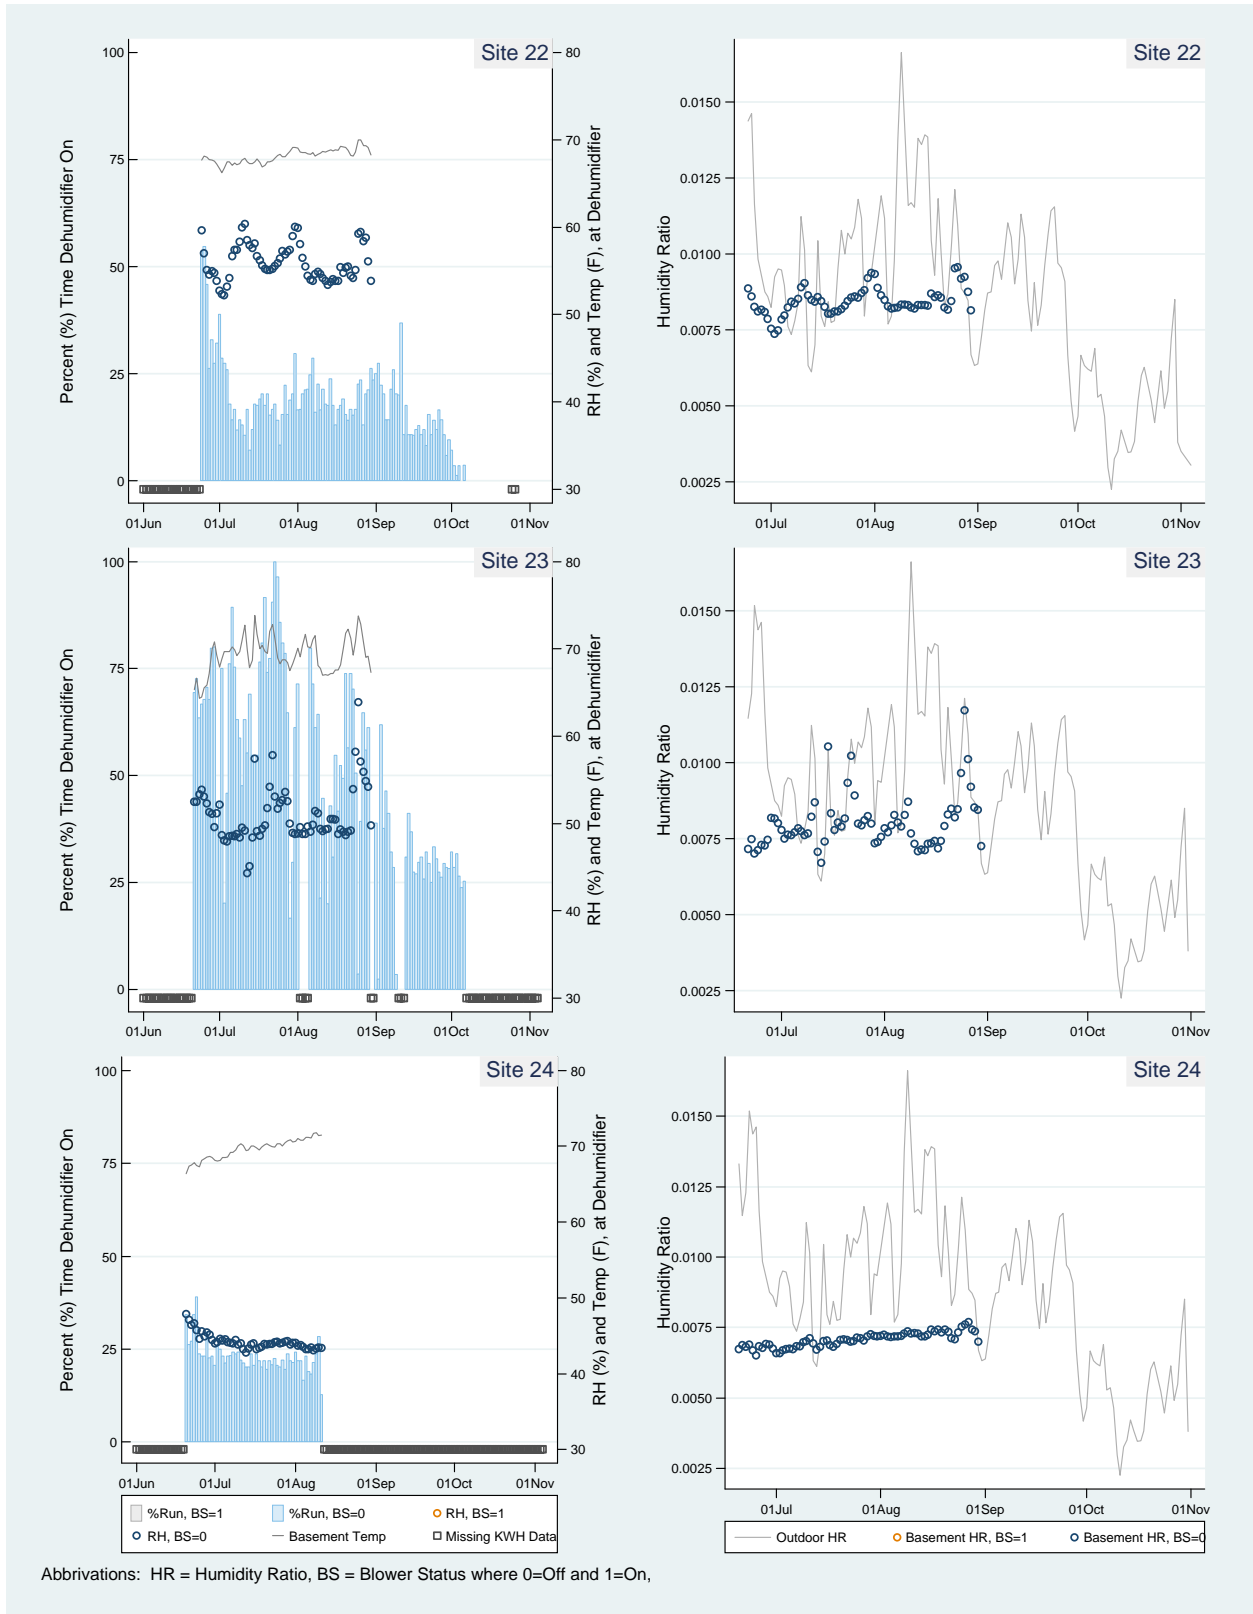 Site 22
Percent (%) Time Dehumidifier On
100
75
50
25
0
80
70
60
50
40
30
RH (%) and Temp (F), at Dehumidifier
01Jun 01Jul 01Aug 01Sep 01Oct 01Nov
Site 22
Humidity Ratio
0.0150
0.0125
0.0100
0.0075
0.0050
0.0025
01Jul 01Aug 01Sep 01Oct 01Nov
Site 23
Percent (%) Time Dehumidifier On
100
75
50
25
0
80
70
60
50
40
30
RH (%) and Temp (F), at Dehumidifier
01Jun 01Jul 01Aug 01Sep 01Oct 01Nov
Site 23
Humidity Ratio
0.0150
0.0125
0.0100
0.0075
0.0050
0.0025
01Jul 01Aug 01Sep 01Oct 01Nov
Site 24
Percent (%) Time Dehumidifier On
100
75
50
25
0
80
70
60
50
40
30
RH (%) and Temp (F), at Dehumidifier
01Jun 01Jul 01Aug 01Sep 01Oct 01Nov
Site 24
Humidity Ratio
0.0150
0.0125
0.0100
0.0075
0.0050
0.0025
01Jul 01Aug 01Sep 01Oct 01Nov
%Run, BS=1 %Run, BS=0 RH, BS=1
RH, BS=0 Basement Temp Missing KWH Data
Outdoor HR Basement HR, BS=1 Basement HR, BS=0
Abbrivations: HR = Humidity Ratio, BS = Blower Status where 0=Off and 1=On,